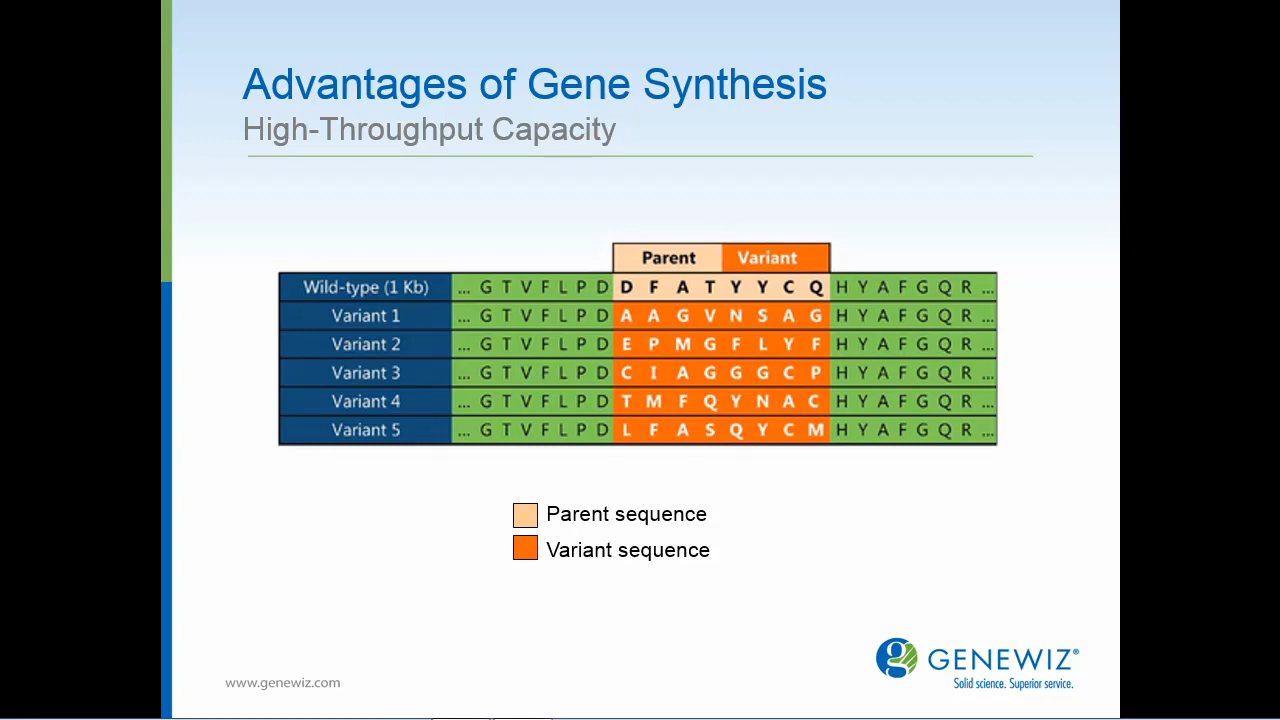 Advantages of Gene Synthesis
High-Throughput Capacity
Parent Variant
Wild-type (1 Kb) ... G T V F L P D D F A T Y Y C Q H Y A F G Q R ...
Variant 1 ... G T V F L P D A A G V N S A G H Y A F G Q R ...
Variant 2 ... G T V F L P D E P M G F L Y F H Y A F G Q R ...
Variant 3 ... G T V F L P D C I A G G G C P H Y A F G Q R ...
Variant 4 ... G T V F L P D T M F Q Y N A C H Y A F G Q R ...
Variant 5 ... G T V F L P D L F A S Q Y C M H Y A F G Q R ...
Parent sequence
Variant sequence
GENEWIZ®
Solid science. Superior service.
www.genewiz.com